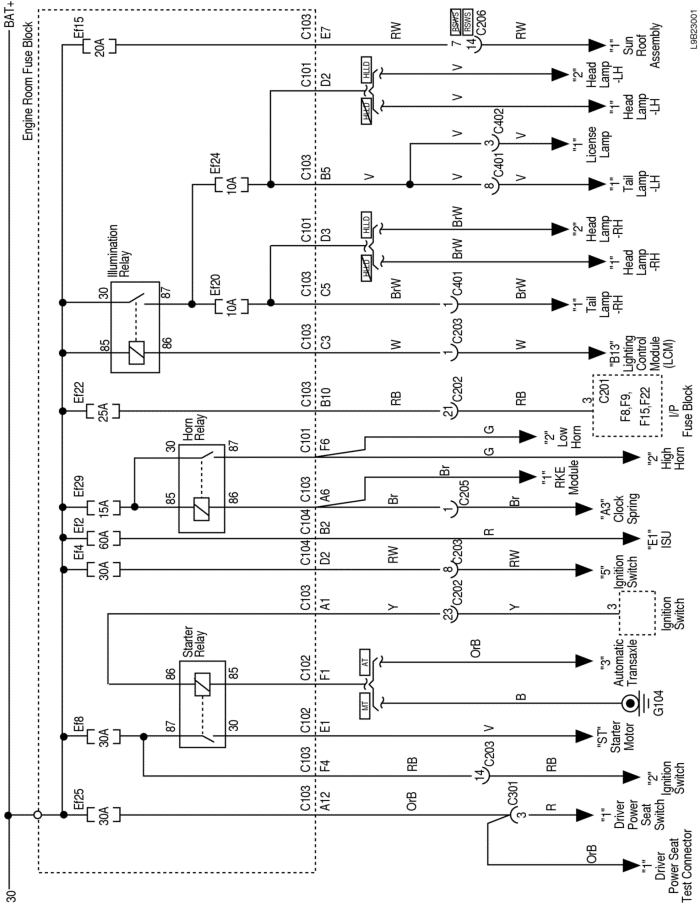 30
BAT+
Engine Room Fuse Block
Ef25
30A
Ef8
30A
Ef4
30A
Ef2
60A
Ef29
15A
Ef22
25A
Ef20
10A
Ef24
10A
Ef15
20A
Starter
Relay
87
86
30
85
Horn
Relay
85
30
86
87
Illumination
Relay
85
30
86
87
C103
A12
C103
F4
C102
E1
C102
F1
C103
A1
C104
D2
C104
B2
C103
A6
C101
F6
C103
B10
C103
C3
C103
C5
C101
D3
C103
B5
C101
D2
C103
E7
OrB
RB
V
MT
AT
B
OrB
Y
RW
R
Br
Br
G
G
RB
W
BrW
HLLD
HLLD
BrW
BrW
V
HLLD
HLLD
V
V
V
V
RW
RSWS
RSWS
3
C301
14
C203
23
C202
8
C203
1
C205
21
C202
1
C203
1
C401
8
C401
3
C402
7
14
C206
OrB
R
RB
G104
Y
RW
Br
RB
W
BrW
V
V
RW
"1"
Driver
Power Seat
Test Connector
"1"
Driver
Power
Seat
Switch
"2"
Ignition
Switch
"ST"
Starter
Motor
"3"
Automatic
Transaxle
3
Ignition
Switch
"5"
Ignition
Switch
"E1"
ISU
"A3"
Clock
Spring
"1"
RKE
Module
"2"
High
Horn
"2"
Low
Horn
3
C201
F8,F9,
F15,F22
I/P
Fuse Block
"B13"
Lighting
Control
Module
(LCM)
"1"
Tail
Lamp
-RH
"1"
Head
Lamp
-RH
"2"
Head
Lamp
-RH
"1"
Tail
Lamp
-LH
"1"
License
Lamp
"1"
Head
Lamp
-LH
"2"
Head
Lamp
-LH
"1"
Sun
Roof
Assembly
L9B23001